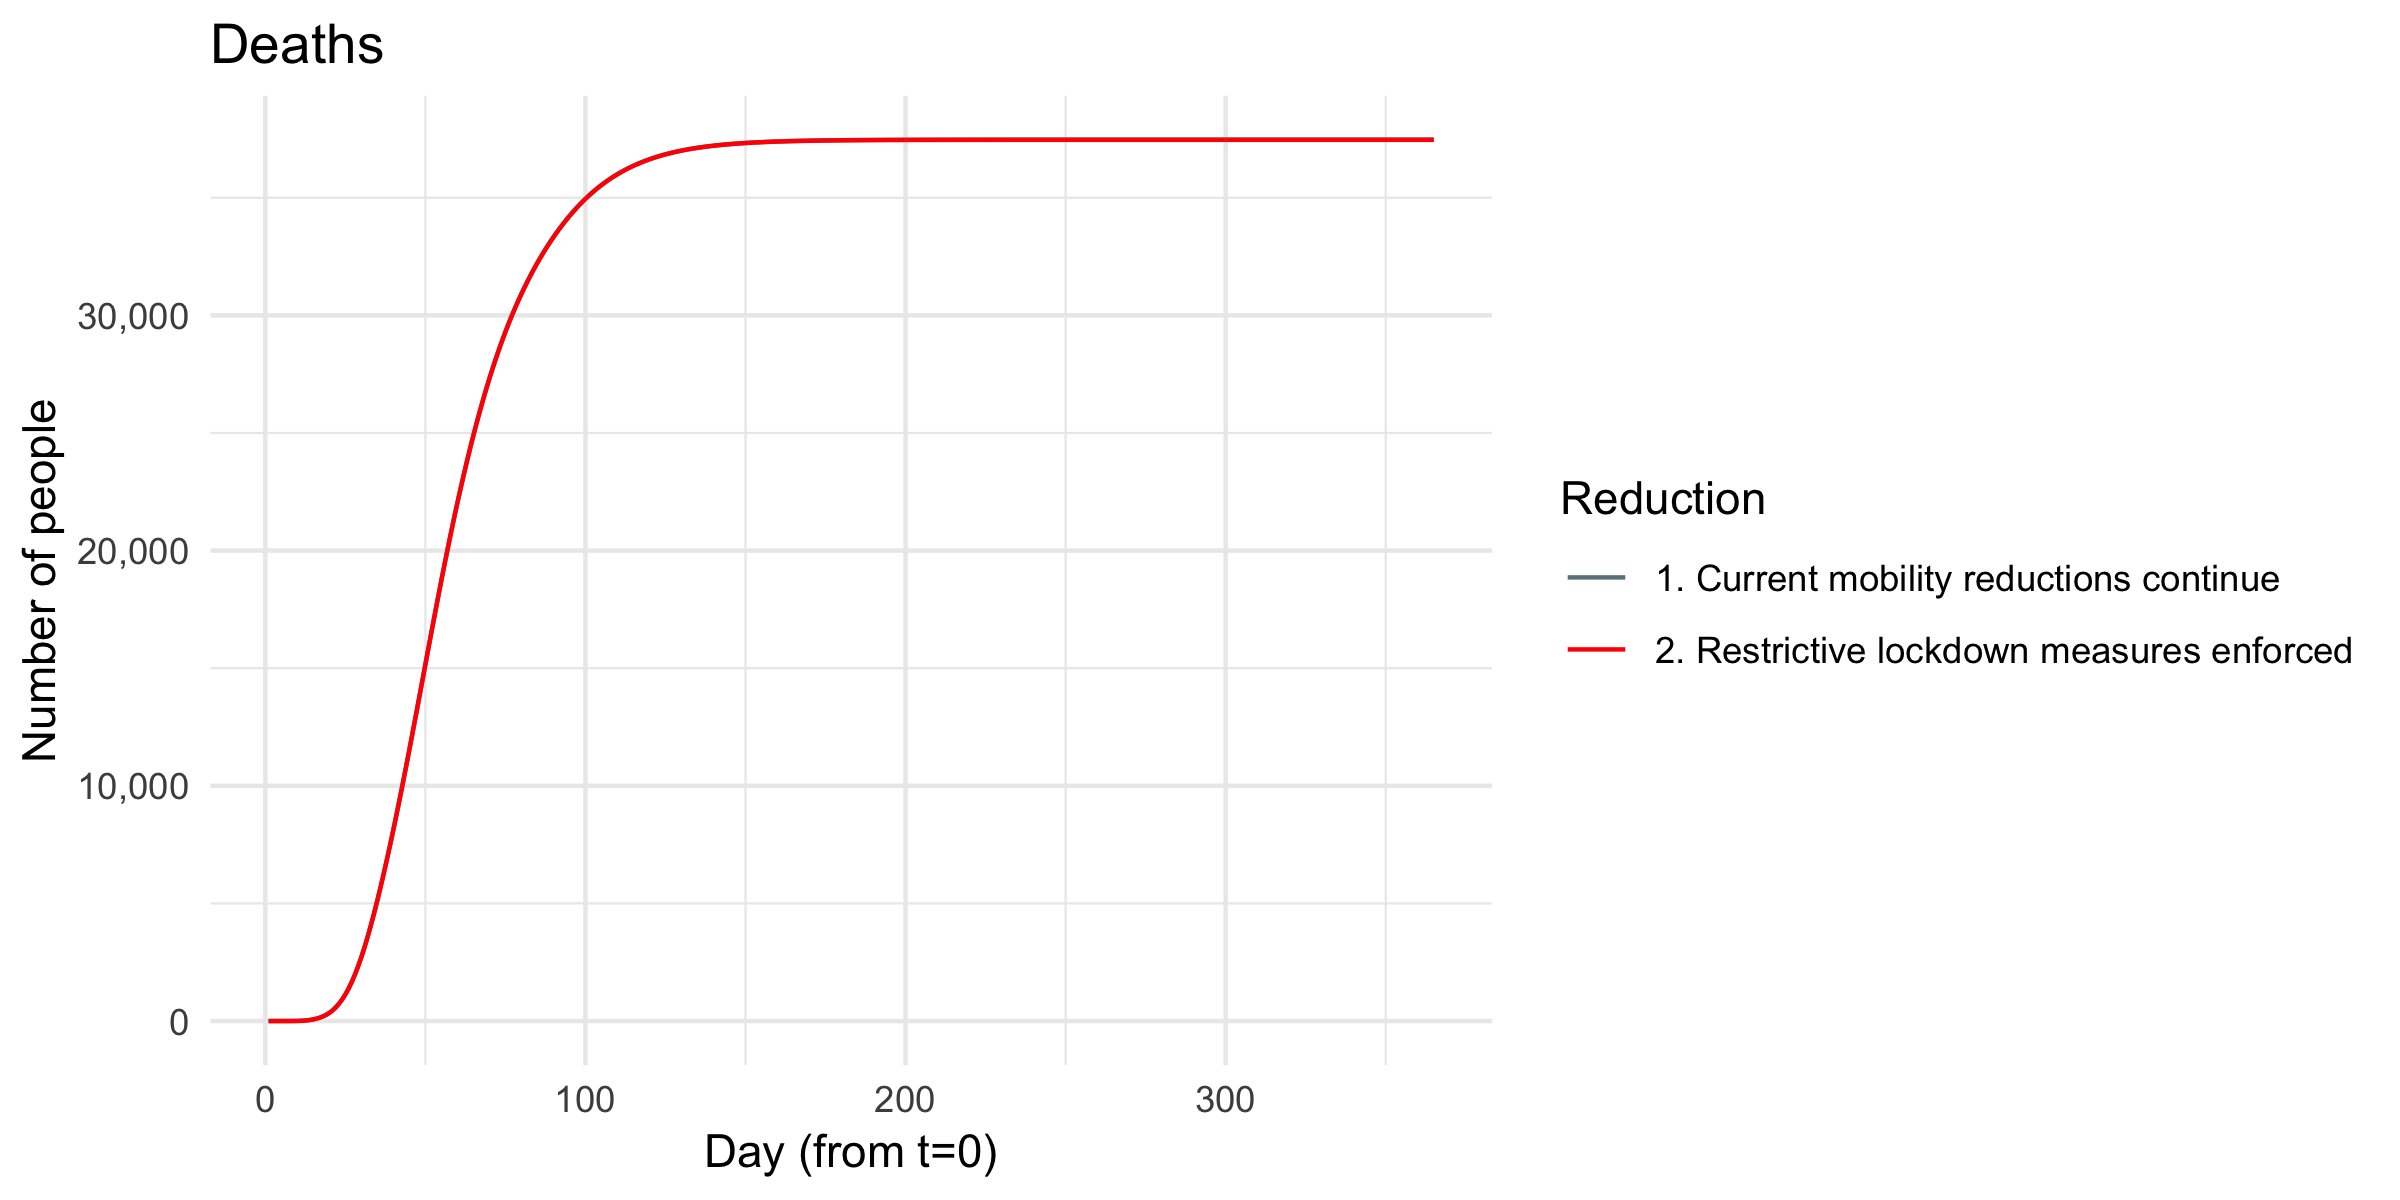 Deaths
Number of people
30,000
20,000
10,000
0
0
100
200
300
Day (from t=0)
Reduction
1. Current mobility reductions continue
2. Restrictive lockdown measures enforced